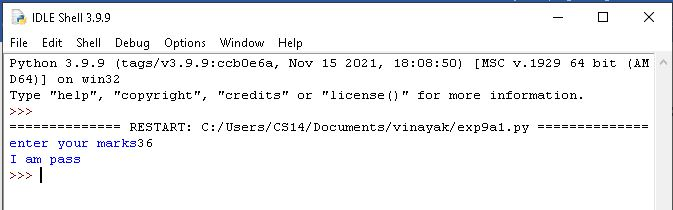 IDLE Shell 3.9.9
File Edit Shell Debug Options Window Help
Python 3.9.9 (tags/v3.9.9:ccb0e6a, Nov 15 2021, 18:08:50) [MSC v.1929 64 bit (AM
D64)] on win32
Type "help", "copyright", "credits" or "license()" for more information.
>>>
============== RESTART: C:/Users/CS14/Documents/vinayak/exp9a1.py ==============
enter your marks36
I am pass
>>>